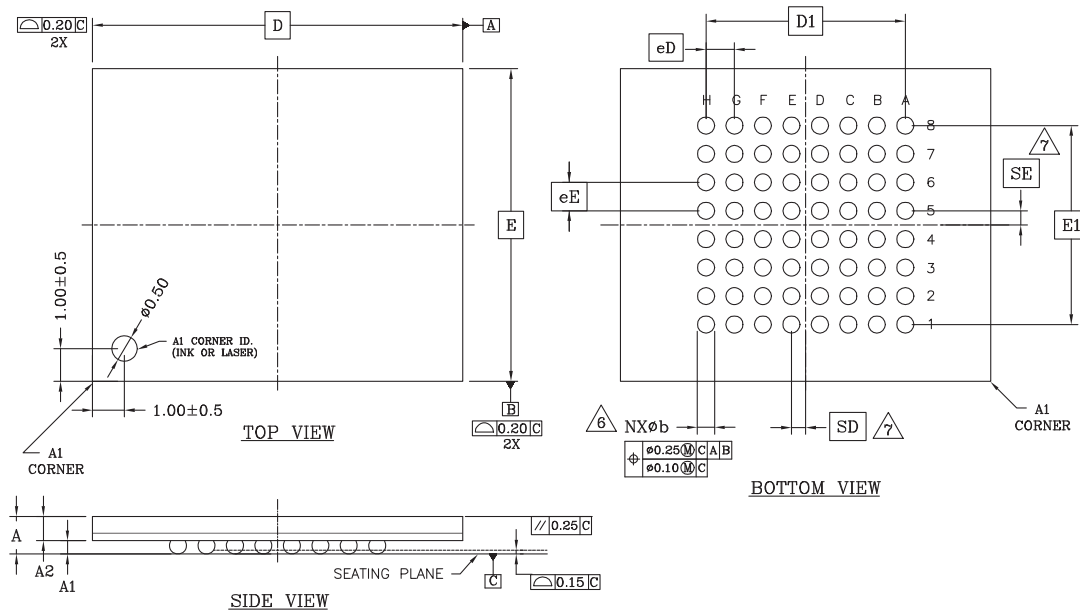 ⌓ 0.20 C
2X
D
A
E
1.00±0.5
ø0.50
A1 CORNER ID.
(INK OR LASER)
1.00±0.5
B
⌓ 0.20 C
2X
A1
CORNER
TOP VIEW
D1
eD
H G F E D C B A
8
7
6
5
4
3
2
1
7
SE
eE
E1
6
NXøb
⌖ ø0.25Ⓜ C A B
ø0.10Ⓜ C
SD
7
A1
CORNER
BOTTOM VIEW
A
A2
A1
// 0.25 C
SEATING PLANE
C
⌓ 0.15 C
SIDE VIEW